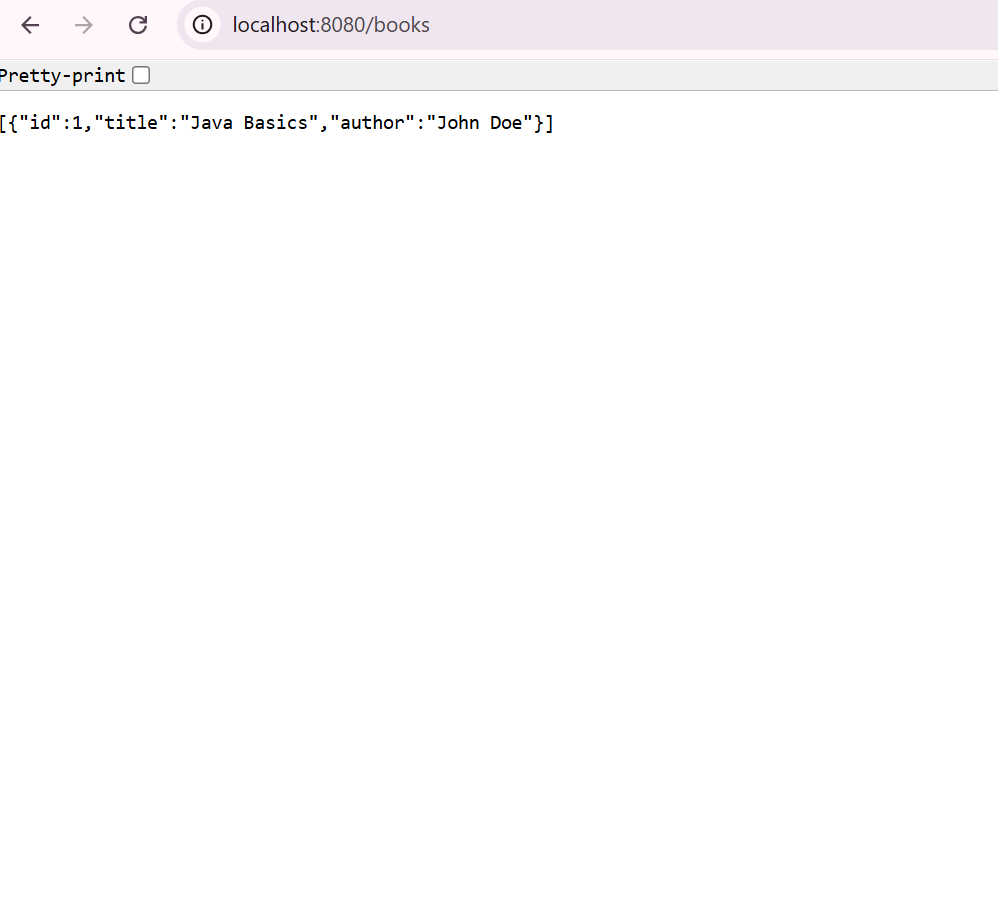 localhost:8080/books
Pretty-print
[{"id":1,"title":"Java Basics","author":"John Doe"}]